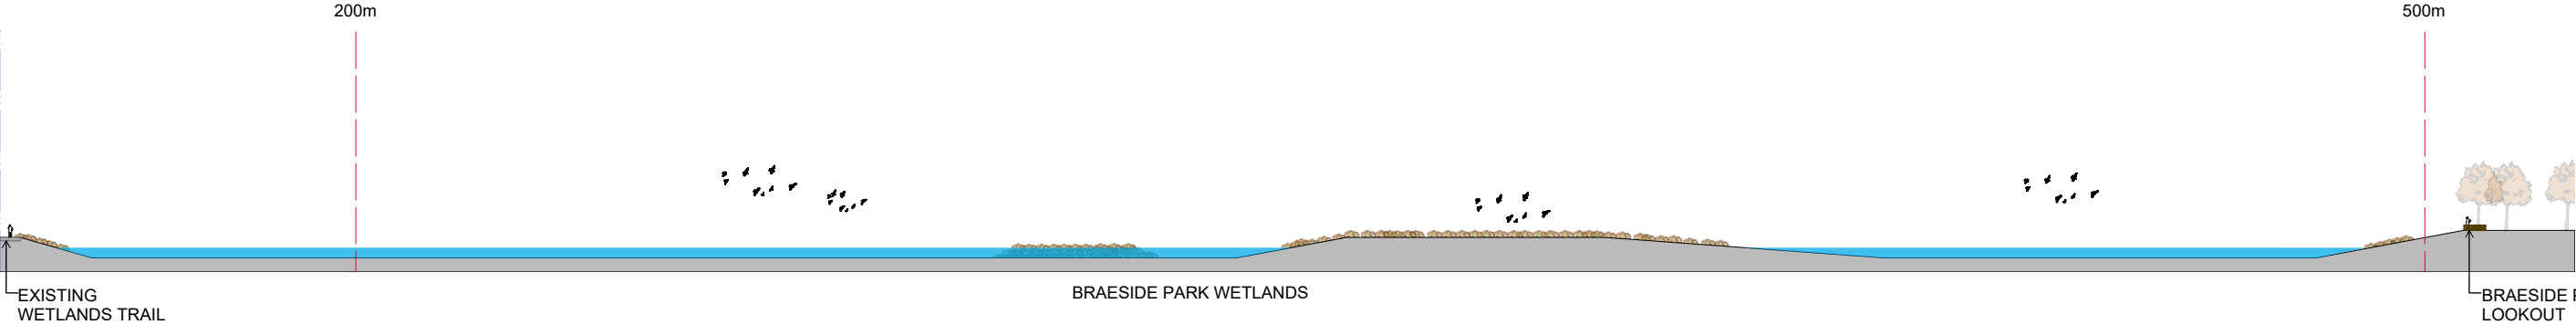 200m
500m
EXISTING
WETLANDS TRAIL
BRAESIDE PARK WETLANDS
BRAESIDE
LOOKOUT